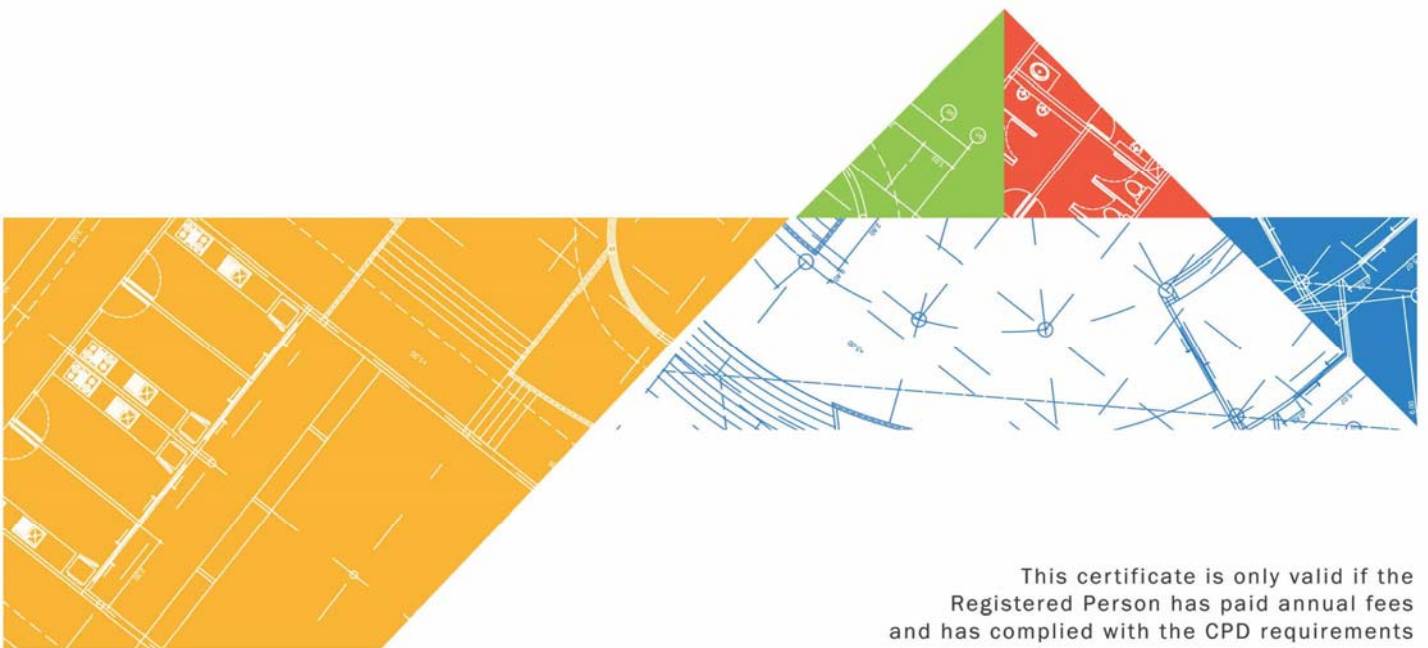 This certificate is only valid if the
Registered Person has paid annual fees
and has complied with the CPD requirements